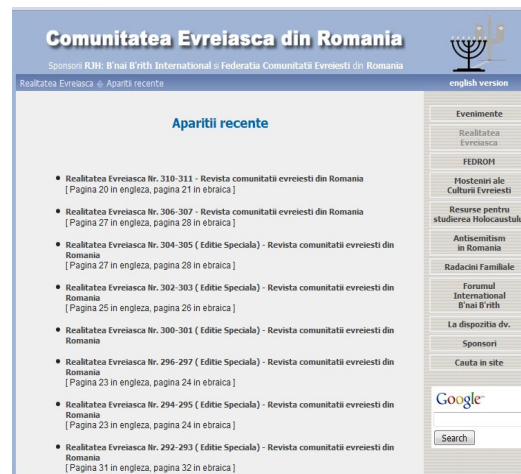 Comunitatea Evreiasca din Romania
Sponsorii RJH: B'nai B'rith International si Federatia Comunitatii Evreiesti din Romania
Realitatea Evreiasca Aparitii recente
english version
Aparitii recente
Realitatea Evreiasca Nr. 310-311 - Revista comunitatii evreiesti din Romania
[ Pagina 20 in engleza, pagina 21 in ebraica ]
Realitatea Evreiasca Nr. 306-307 - Revista comunitatii evreiesti din Romania
[ Pagina 27 in engleza, pagina 28 in ebraica ]
Realitatea Evreiasca Nr. 304-305 ( Editie Speciala) - Revista comunitatii evreiesti din
Romania
[ Pagina 27 in engleza, pagina 28 in ebraica ]
Realitatea Evreiasca Nr. 302-303 ( Editie Speciala) - Revista comunitatii evreiesti din
Romania
[ Pagina 25 in engleza, pagina 26 in ebraica ]
Realitatea Evreiasca Nr. 300-301 ( Editie Speciala) - Revista comunitatii evreiesti din
Romania
Realitatea Evreiasca Nr. 296-297 ( Editie Speciala) - Revista comunitatii evreiesti din
Romania
[ Pagina 23 in engleza, pagina 24 in ebraica ]
Realitatea Evreiasca Nr. 294-295 ( Editie Speciala) - Revista comunitatii evreiesti din
Romania
[ Pagina 23 in engleza, pagina 24 in ebraica ]
Realitatea Evreiasca Nr. 292-293 ( Editie Speciala) - Revista comunitatii evreiesti din
Romania
[ Pagina 31 in engleza, pagina 32 in ebraica ]
Evenimente
Realitatea
Evreiasca
FEDROM
Mosteniri ale
Culturii Evreiesti
Resurse pentru
studierea Holocaustulu
Antisemitism
in Romania
Radacini Familiale
Forumul
International
B'nai B'rith
La dispozitia dv.
Sponsori
Cauta in site
Google
Search